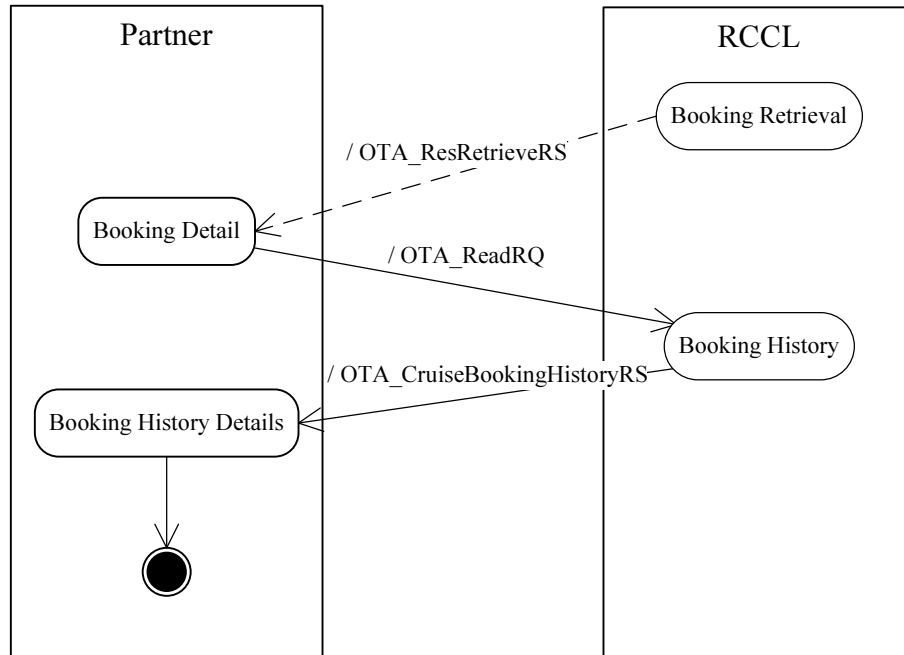 Partner
RCCL
Booking Retrieval
/ OTA_ResRetrieveRS
Booking Detail
/ OTA_ReadRQ
Booking History
/ OTA_CruiseBookingHistoryRS
Booking History Details